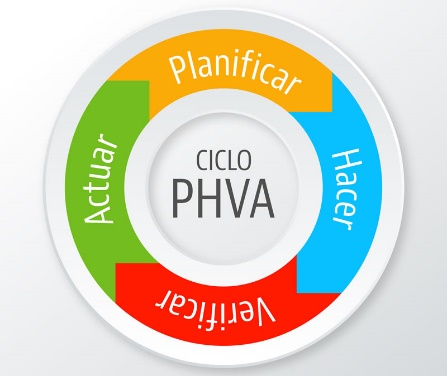 Planificar
Hacer
Verificar
Actuar
CICLO
PHVA